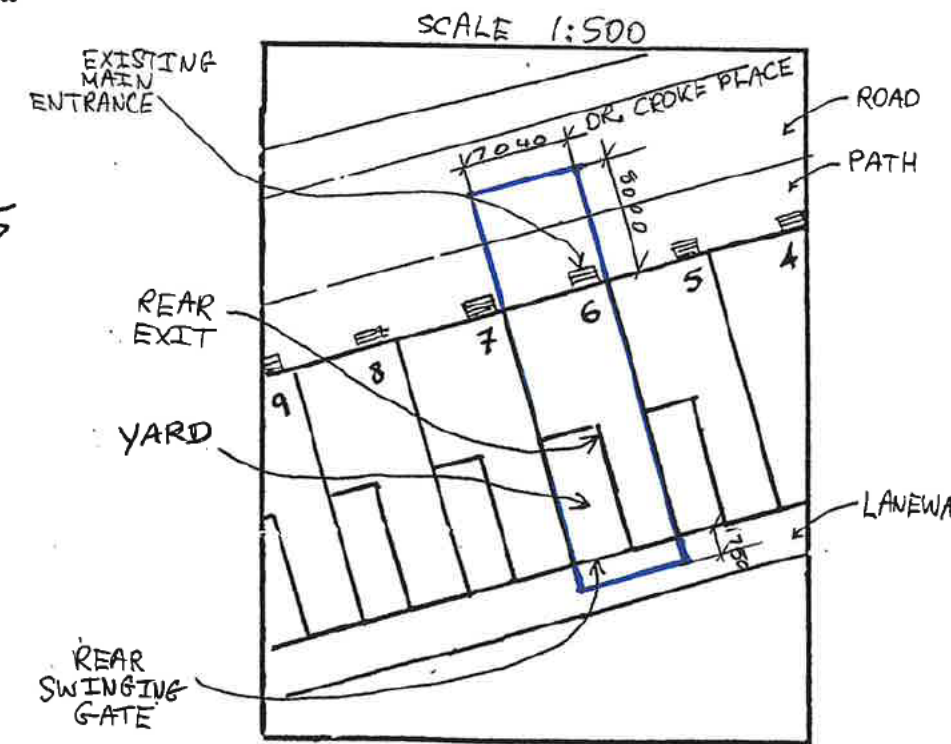 SCALE 1:500
EXISTING
MAIN
ENTRANCE
DR. CROKE PLACE
ROAD
7040
PATH
8000
4
5
6
7
8
9
REAR
EXIT
YARD
LANEWA
1750
REAR
SWINGING
GATE